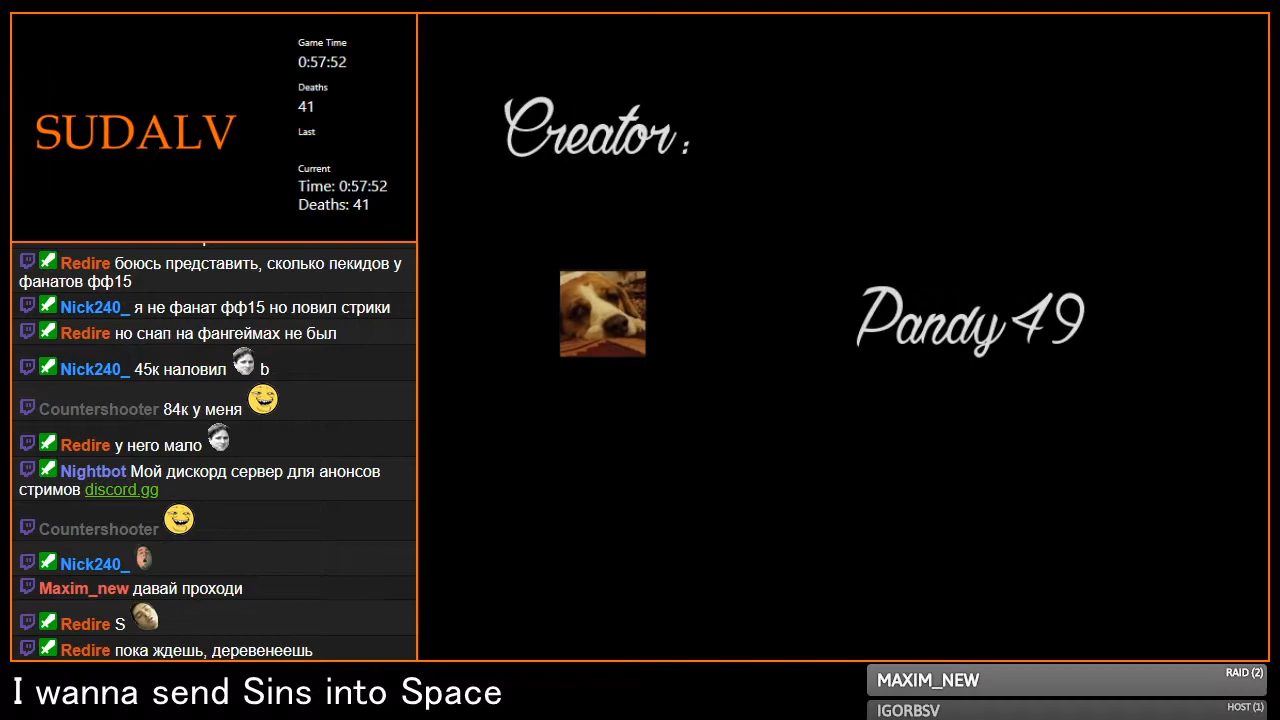 SUDALV
Game Time
0:57:52
Deaths
41
Last
Current
Time: 0:57:52
Deaths: 41
Redire боюсь представить, сколько пекидов у
фанатов фф15
Nick240_ я не фанат фф15 но ловил стрики
Redire но снап на фангеймах не был
Nick240_ 45к наловил b
Countershooter 84к у меня
Redire у него мало
Nightbot Мой дискорд сервер для анонсов
стримов discord.gg
Countershooter
Nick240_
Maxim_new давай проходи
Redire S
Redire пока ждешь, деревенеешь
Creator:
Pandy 49
I wanna send Sins into Space
MAXIM_NEW RAID (2)
IGORBSV HOST (1)